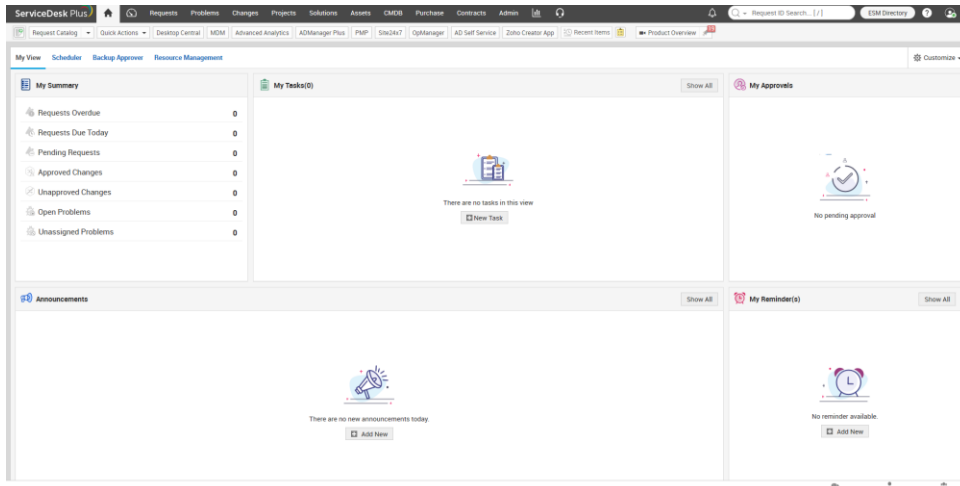 ServiceDesk Plus Requests Problems Changes Projects Solutions Assets CMDB Purchase Contracts Admin Request ID Search... [/] ESM Directory ?
Request Catalog Quick Actions Desktop Central MDM Advanced Analytics ADManager Plus PMP Site24x7 OpManager AD Self Service Zoho Creator App Recent Items Product Overview
My View Scheduler Backup Approver Resource Management Customize
My Summary
Requests Overdue 0
Requests Due Today 0
Pending Requests 0
Approved Changes 0
Unapproved Changes 0
Open Problems 0
Unassigned Problems 0
My Tasks(0) Show All
There are no tasks in this view
New Task
My Approvals
No pending approval
Announcements Show All
There are no new announcements today.
Add New
My Reminder(s) Show All
No reminder available.
Add New